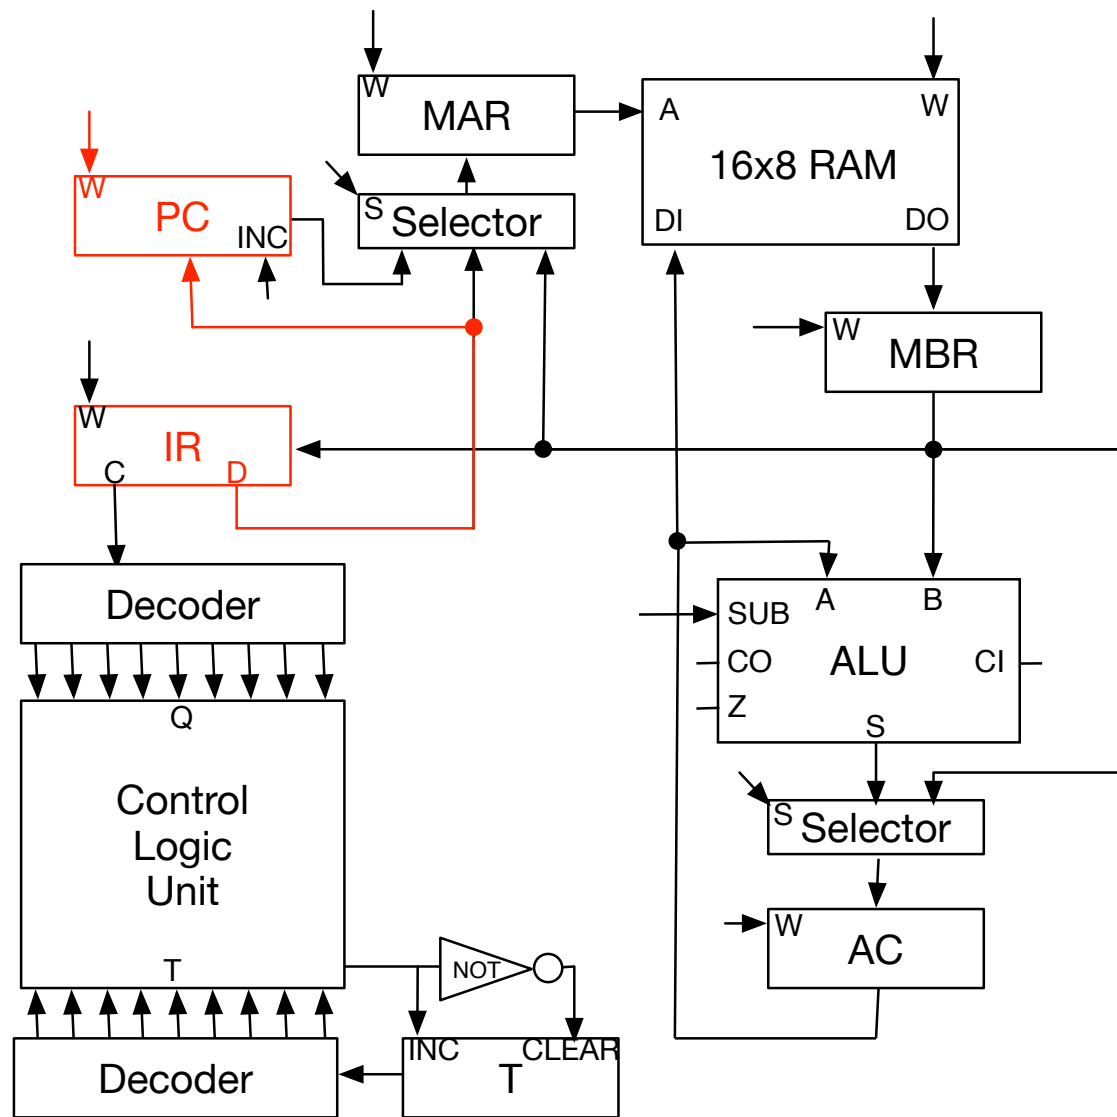 W
MAR
A
W
16x8 RAM
DI
DO
W
PC
INC
S
Selector
W
MBR
W
IR
C
D
Decoder
A
B
SUB
CO
ALU
CI
Z
S
Q
Control
Logic
Unit
T
S
Selector
W
AC
NOT
INC
CLEAR
T
Decoder